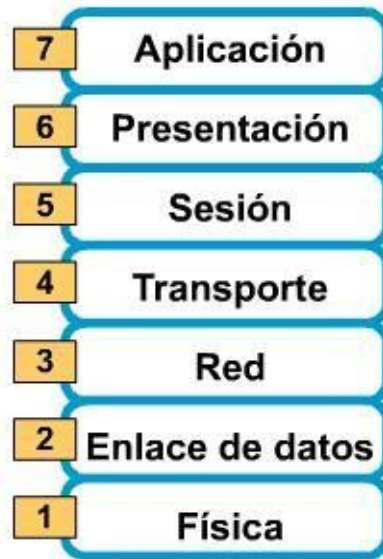 7 Aplicación
6 Presentación
5 Sesión
4 Transporte
3 Red
2 Enlace de datos
1 Física